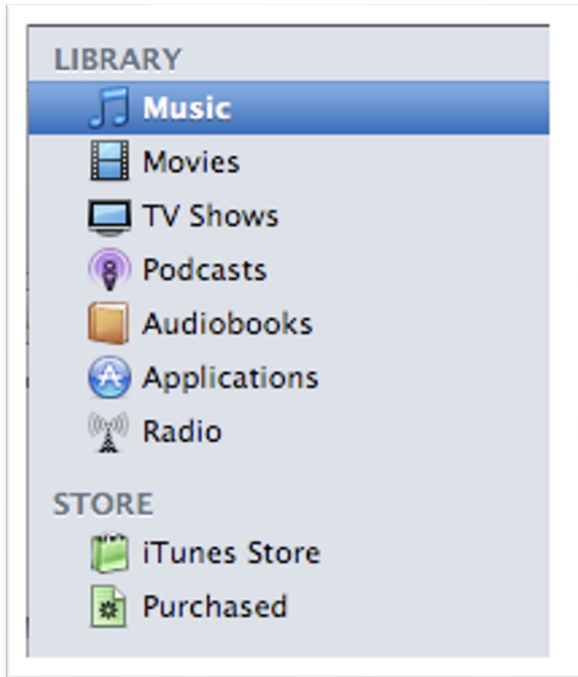 LIBRARY
Music
Movies
TV Shows
Podcasts
Audiobooks
Applications
Radio
STORE
iTunes Store
Purchased